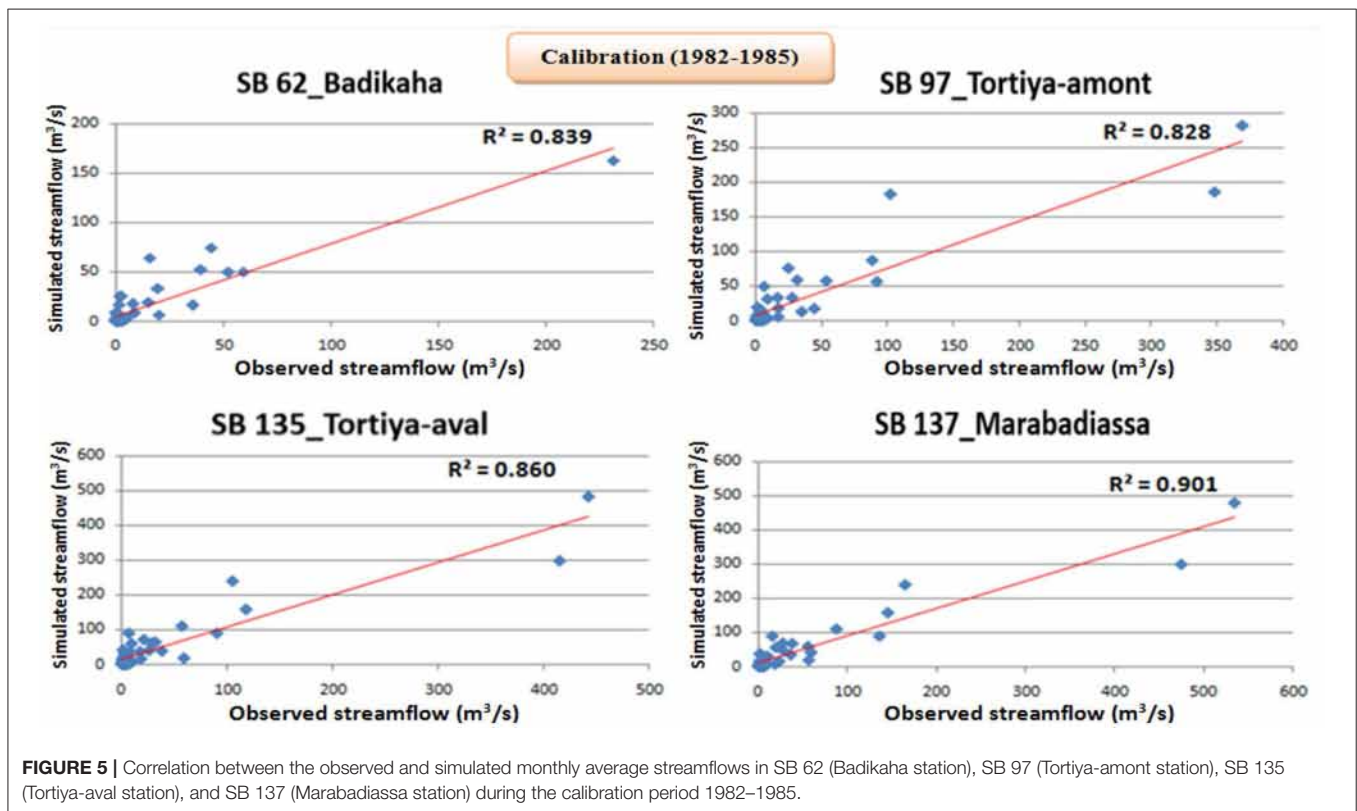 Calibration (1982-1985)
SB 62_Badikaha
Simulated streamflow (m³/s)
200
150
100
50
0
R² = 0.839
0 50 100 150 200 250
Observed streamflow (m³/s)
SB 97_Tortiya-amont
Simulated streamflow (m³/s)
300
250
200
150
100
50
0
R² = 0.828
0 50 100 150 200 250 300 350 400
Observed streamflow (m³/s)
SB 135_Tortiya-aval
Simulated streamflow (m³/s)
600
500
400
300
200
100
0
R² = 0.860
0 100 200 300 400 500
Observed streamflow (m³/s)
SB 137_Marabadiassa
Simulated streamflow (m³/s)
600
500
400
300
200
100
0
R² = 0.901
0 100 200 300 400 500 600
Observed streamflow (m³/s)
FIGURE 5 | Correlation between the observed and simulated monthly average streamflows in SB 62 (Badikaha station), SB 97 (Tortiya-amont station), SB 135
(Tortiya-aval station), and SB 137 (Marabadiassa station) during the calibration period 1982–1985.